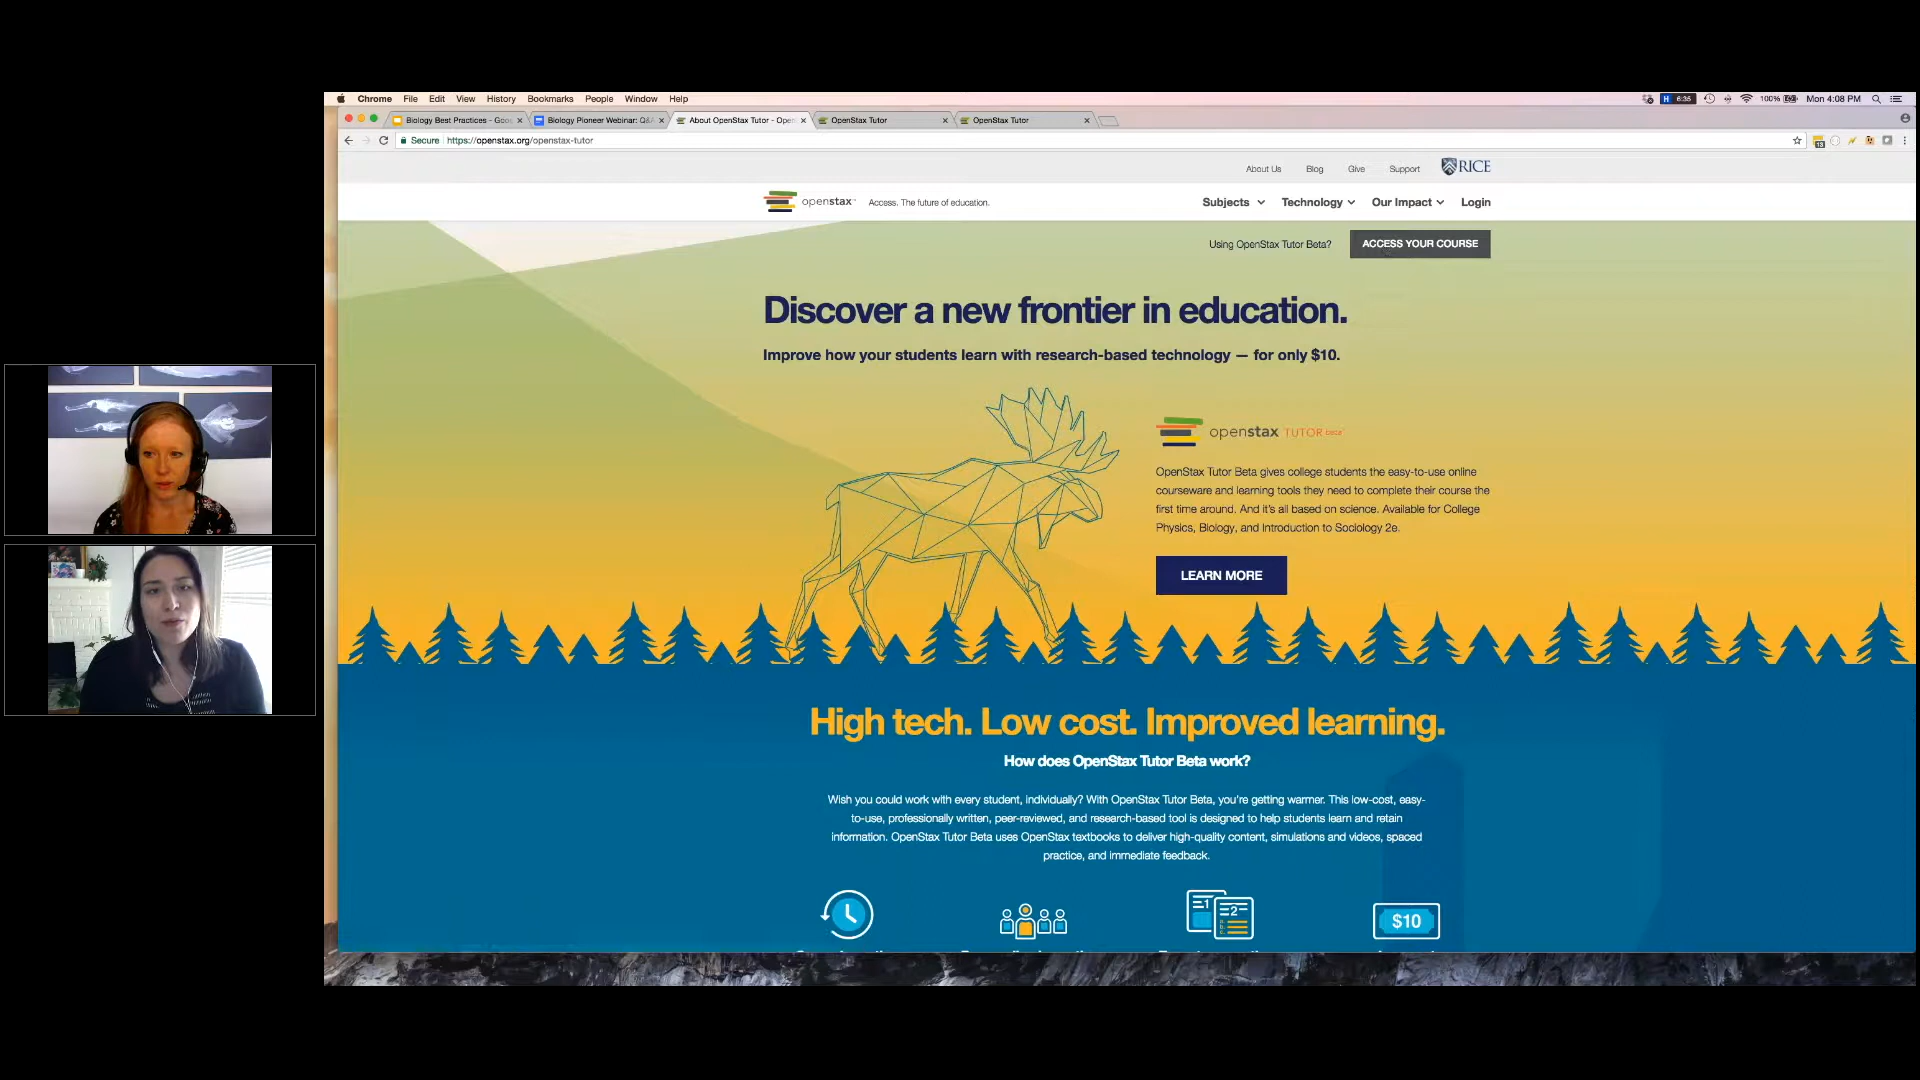 Chrome File Edit View History Bookmarks People Window Help
6:35 100% Mon 4:08 PM
Biology Best Practices - Goo
Biology Pioneer Webinar: Q&A
About OpenStax Tutor - Open
OpenStax Tutor
OpenStax Tutor
Secure https://openstax.org/openstax-tutor
About Us Blog Give Support RICE
openstax Access. The future of education.
Subjects Technology Our Impact Login
Using OpenStax Tutor Beta? ACCESS YOUR COURSE
Discover a new frontier in education.
Improve how your students learn with research-based technology — for only $10.
openstax TUTOR beta
OpenStax Tutor Beta gives college students the easy-to-use online
courseware and learning tools they need to complete their course the
first time around. And it's all based on science. Available for College
Physics, Biology, and Introduction to Sociology 2e.
LEARN MORE
High tech. Low cost. Improved learning.
How does OpenStax Tutor Beta work?
Wish you could work with every student, individually? With OpenStax Tutor Beta, you're getting warmer. This low-cost, easy-
to-use, professionally written, peer-reviewed, and research-based tool is designed to help students learn and retain
information. OpenStax Tutor Beta uses OpenStax textbooks to deliver high-quality content, simulations and videos, spaced
practice, and immediate feedback.
1 2 $10